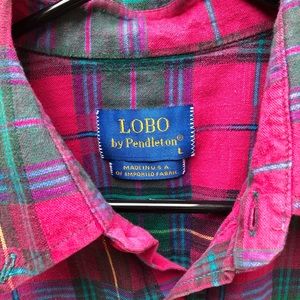 LOBO
by Pendleton®
L
MADE IN U S A
OF IMPORTED FABRIC